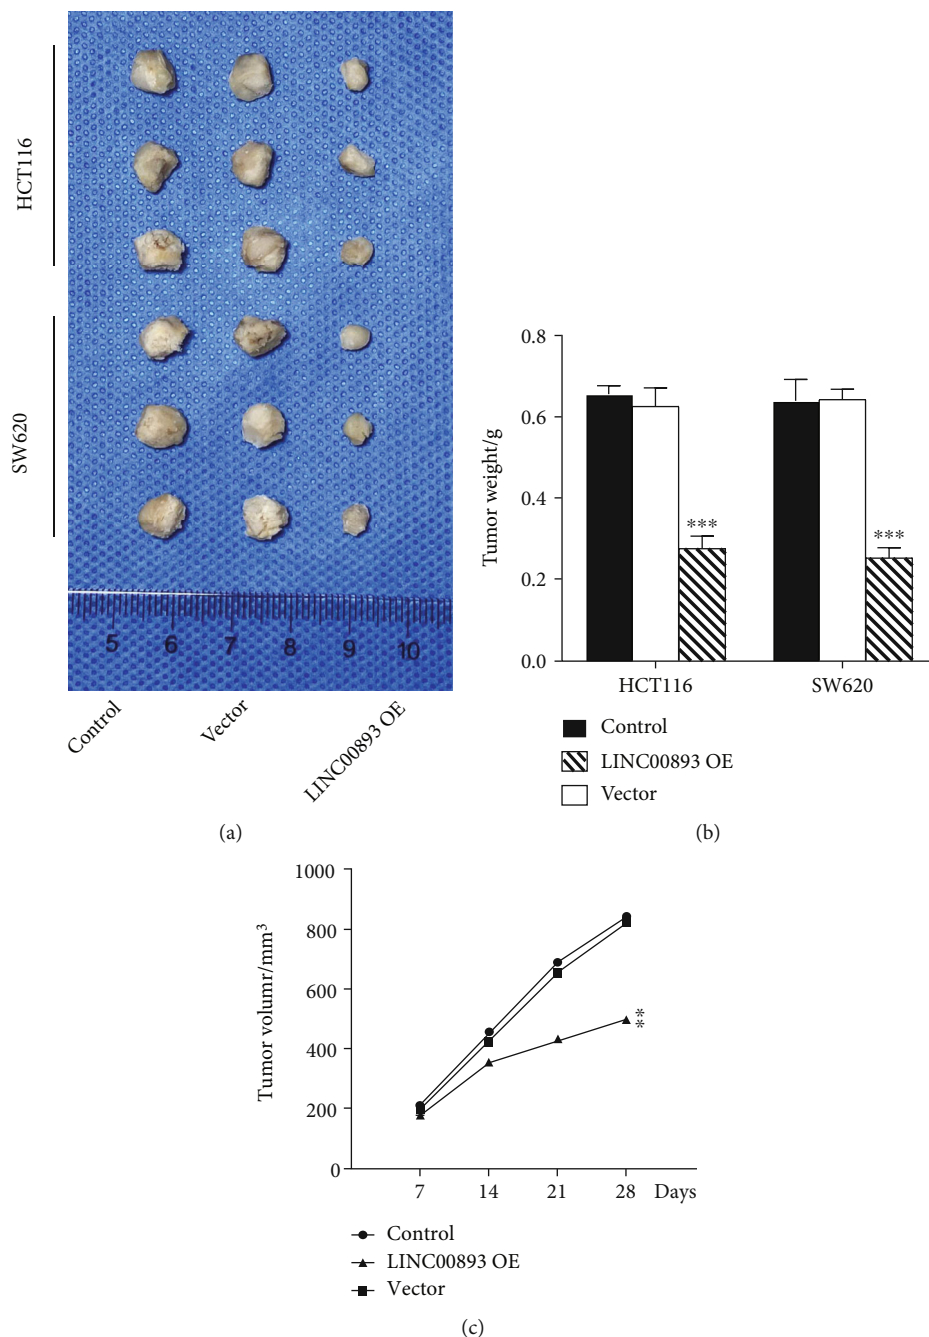 HCT116
SW620
5 6 7 8 9 10
Control
Vector
LINC00893 OE
(a)
Tumor weight/g
0.8
0.6
0.4
0.2
0.0
***
***
HCT116
SW620
Control
LINC00893 OE
Vector
(b)
Tumor volumr/mm³
1000
800
600
400
200
0
**
7 14 21 28 Days
Control
LINC00893 OE
Vector
(c)